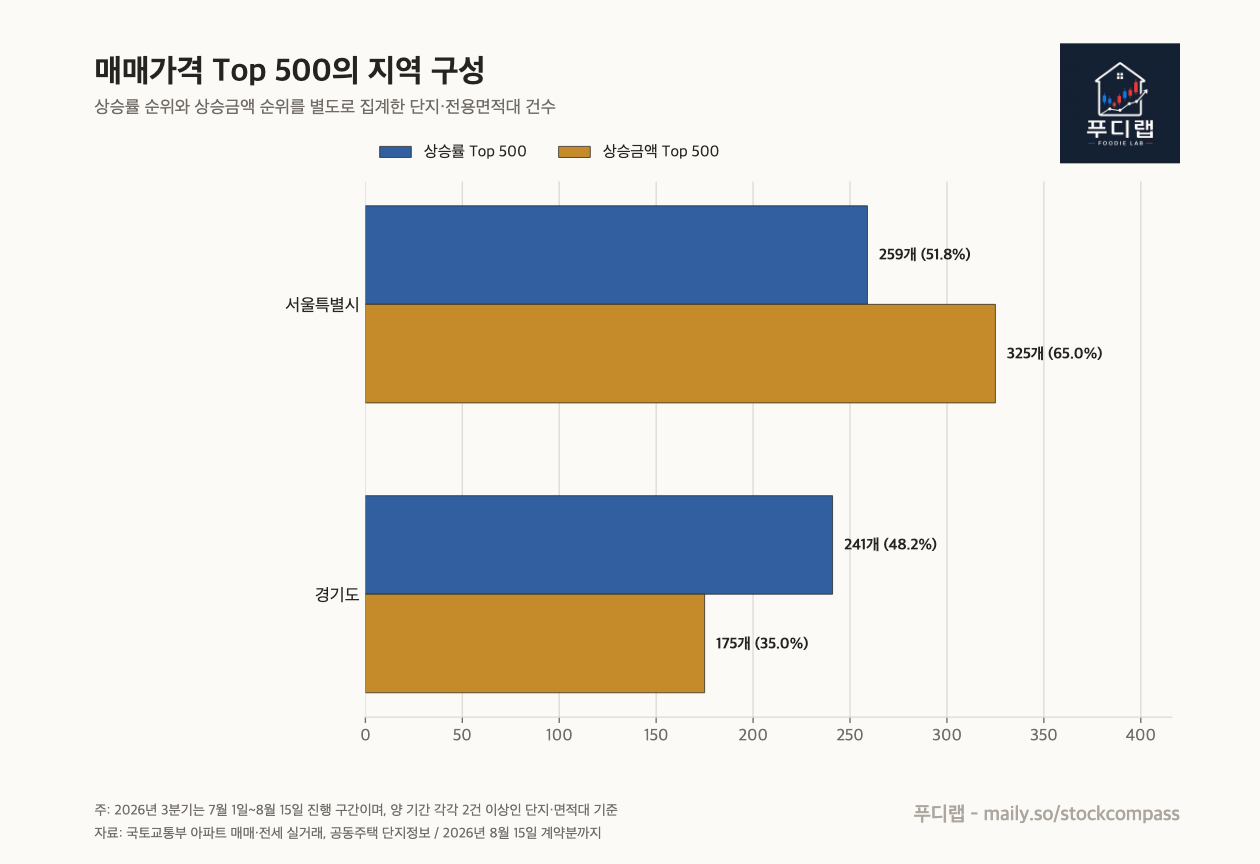 매매가격 Top 500의 지역 구성
상승률 순위와 상승금액 순위를 별도로 집계한 단지·전용면적대 건수
푸디랩
FOODIE LAB
상승률 Top 500
상승금액 Top 500
259개 (51.8%)
서울특별시
325개 (65.0%)
241개 (48.2%)
경기도
175개 (35.0%)
0 50 100 150 200 250 300 350 400
주: 2026년 3분기는 7월 1일~8월 15일 진행 구간이며, 양 기간 각각 2건 이상인 단지·면적대 기준
자료: 국토교통부 아파트 매매·전세 실거래, 공동주택 단지정보 / 2026년 8월 15일 계약분까지
푸디랩 - maily.so/stockcompass